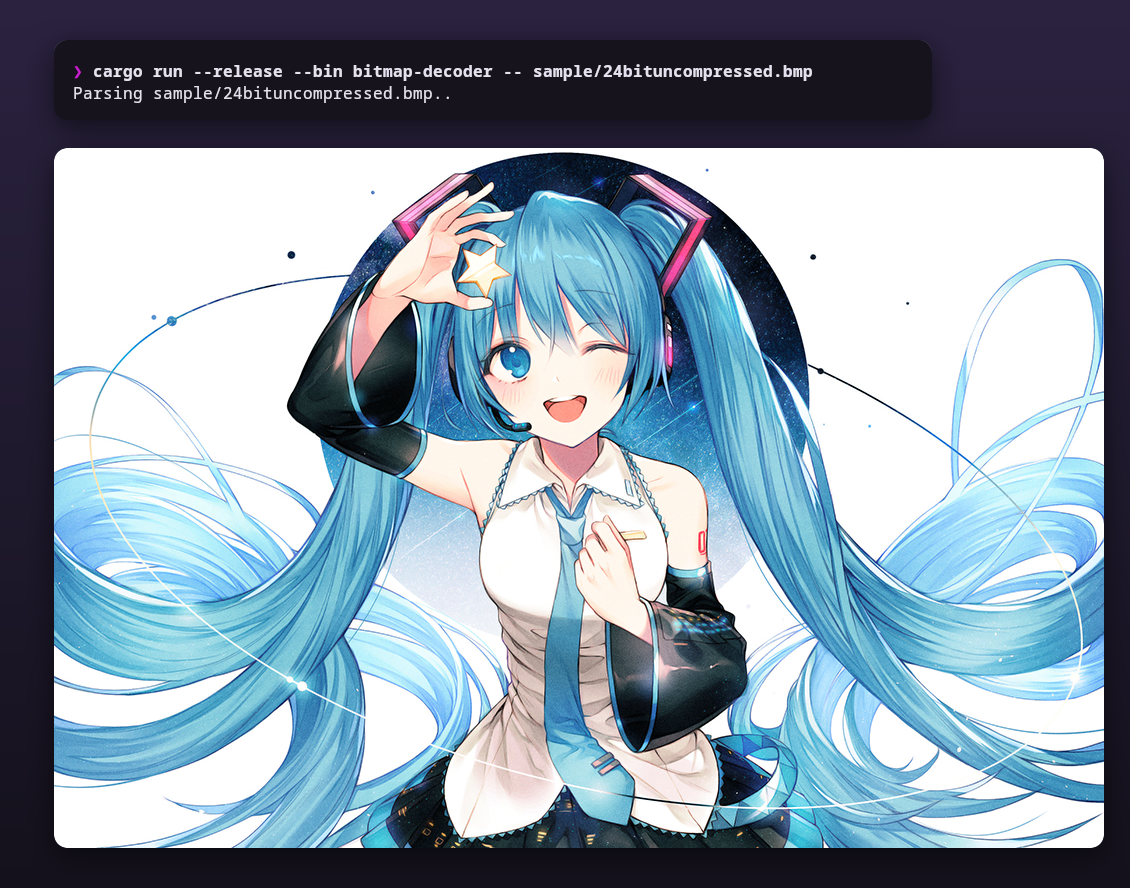 ❯ cargo run --release --bin bitmap-decoder -- sample/24bituncompressed.bmp
Parsing sample/24bituncompressed.bmp..